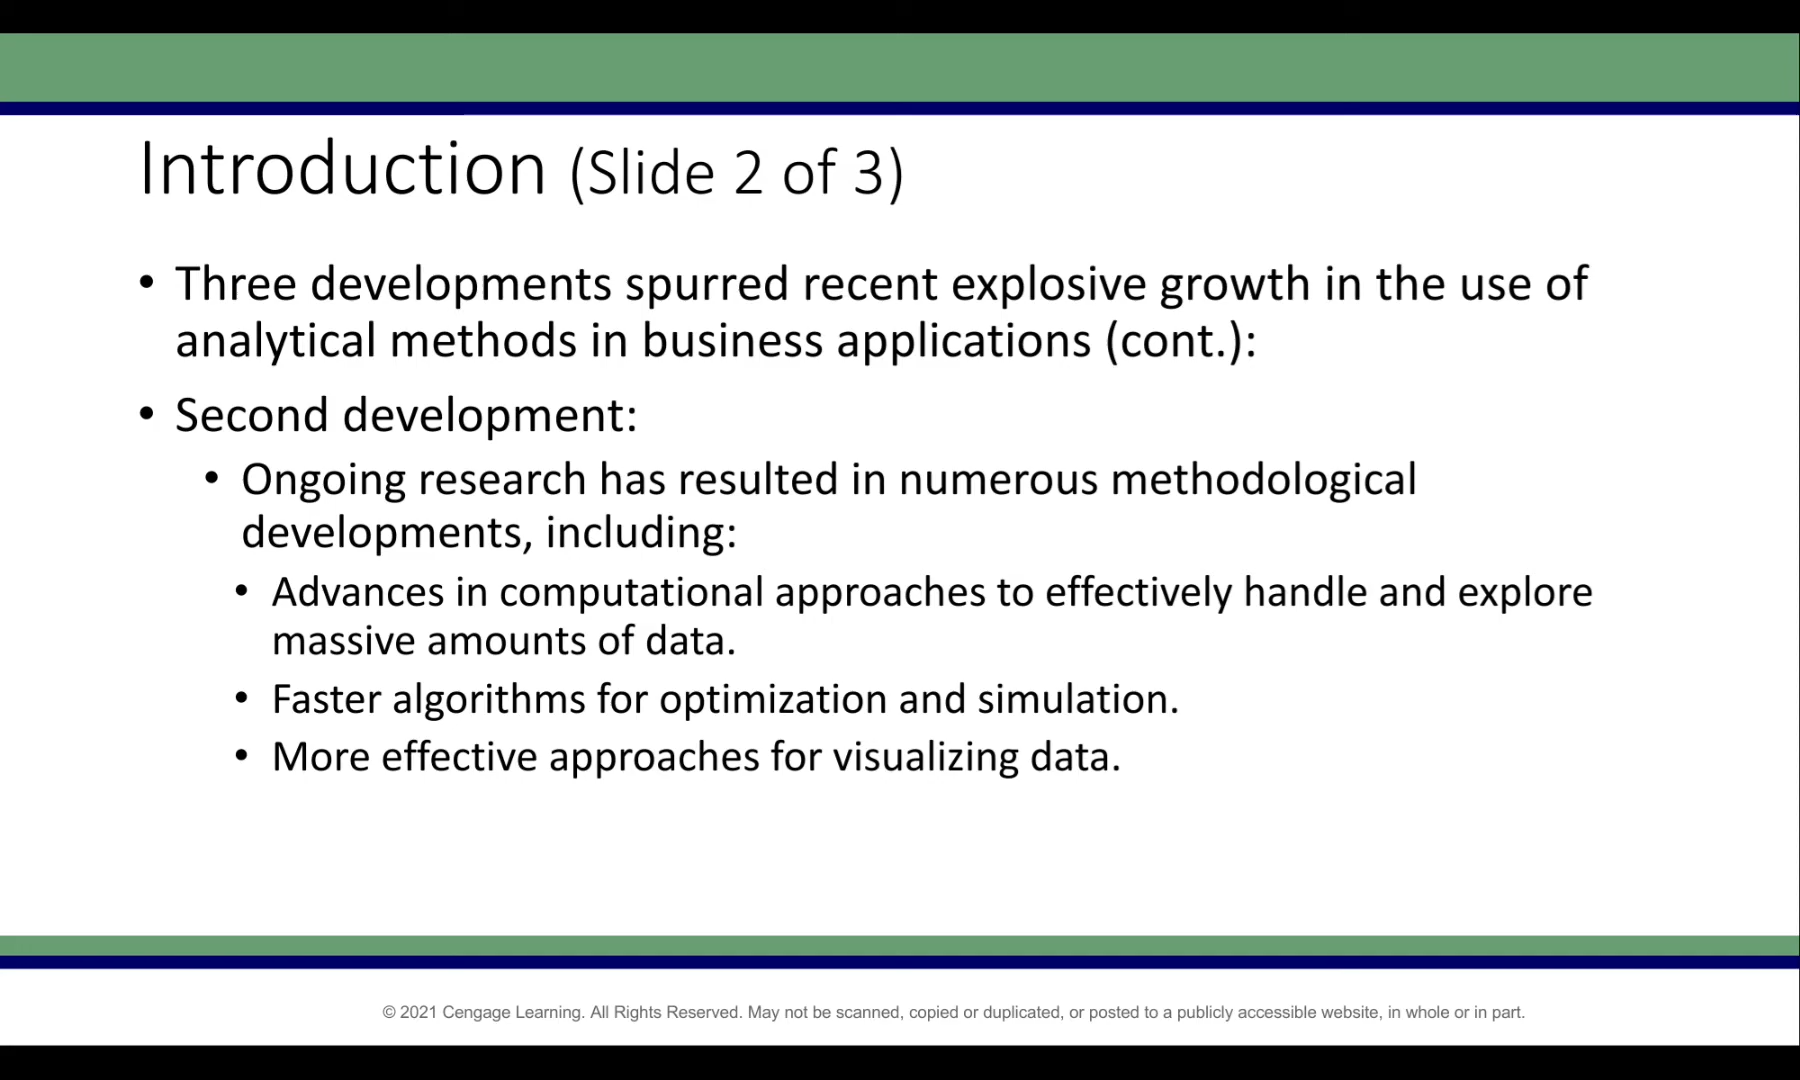 Introduction (Slide 2 of 3)
• Three developments spurred recent explosive growth in the use of
analytical methods in business applications (cont.):
• Second development:
• Ongoing research has resulted in numerous methodological
developments, including:
• Advances in computational approaches to effectively handle and explore
massive amounts of data.
• Faster algorithms for optimization and simulation.
• More effective approaches for visualizing data.
© 2021 Cengage Learning. All Rights Reserved. May not be scanned, copied or duplicated, or posted to a publicly accessible website, in whole or in part.